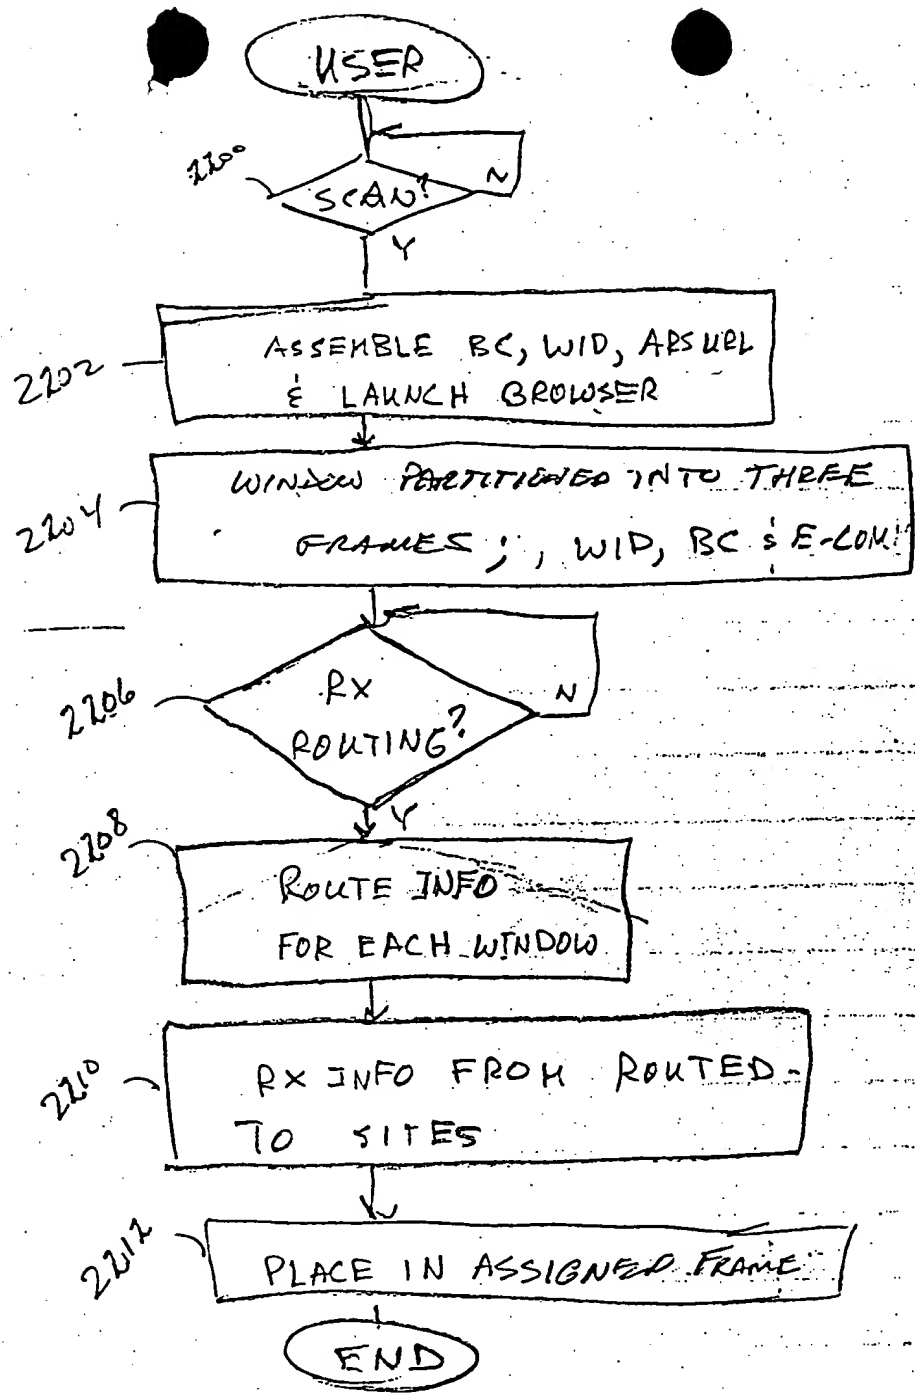 USER
2200
SCAN?
N
Y
2202
ASSEMBLE BC, WID, ARS URL
& LAUNCH BROWSER
2204
WINDOW PARTITIONED INTO THREE
FRAMES ; , WID, BC & E-COM
2206
RX
ROUTING?
N
Y
2208
ROUTE INFO
FOR EACH WINDOW
2210
RX INFO FROM ROUTED-
TO SITES
2212
PLACE IN ASSIGNED FRAME
END